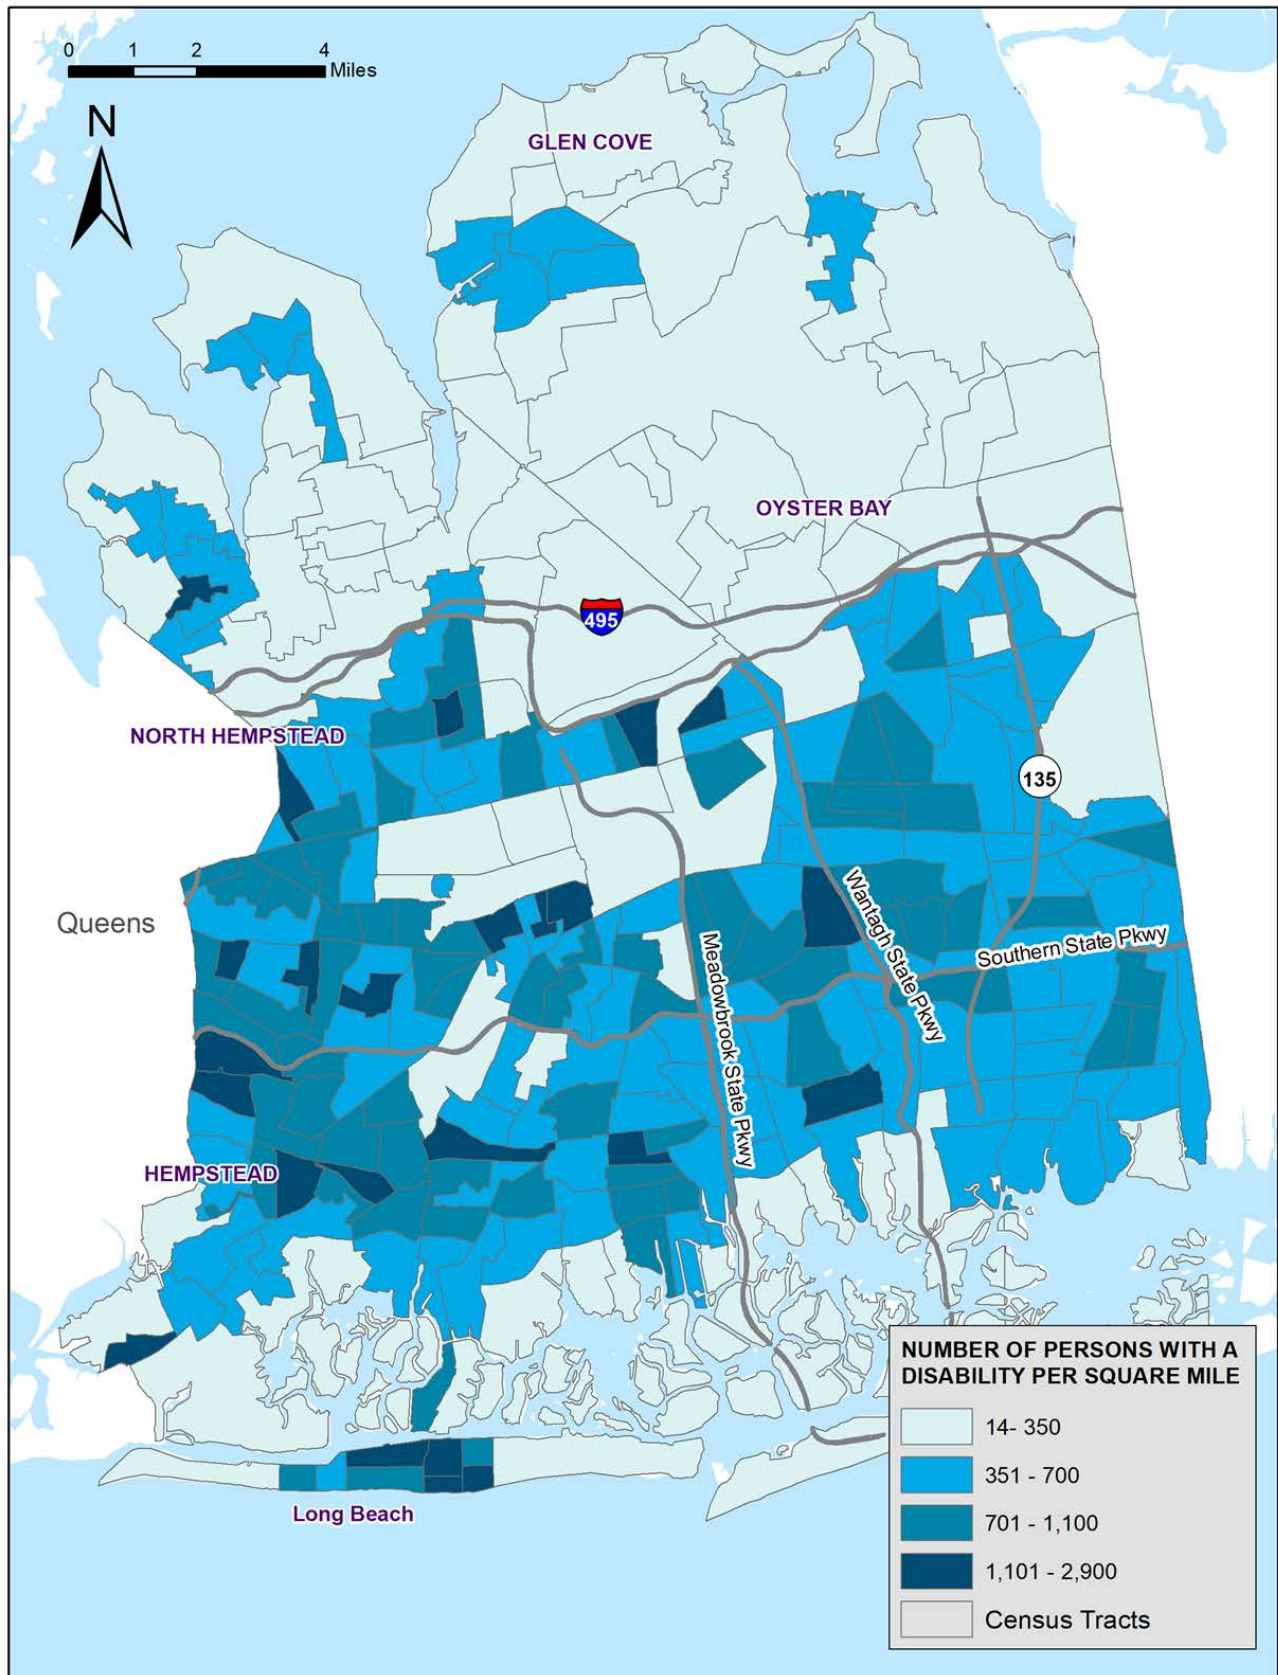 0 1 2 4
Miles
N
GLEN COVE
OYSTER BAY
495
NORTH HEMPSTEAD
135
Queens
Wantagh State Pkwy
Southern State Pkwy
Meadowbrook State Pkwy
HEMPSTEAD
Long Beach
NUMBER OF PERSONS WITH A
DISABILITY PER SQUARE MILE
14- 350
351 - 700
701 - 1,100
1,101 - 2,900
Census Tracts